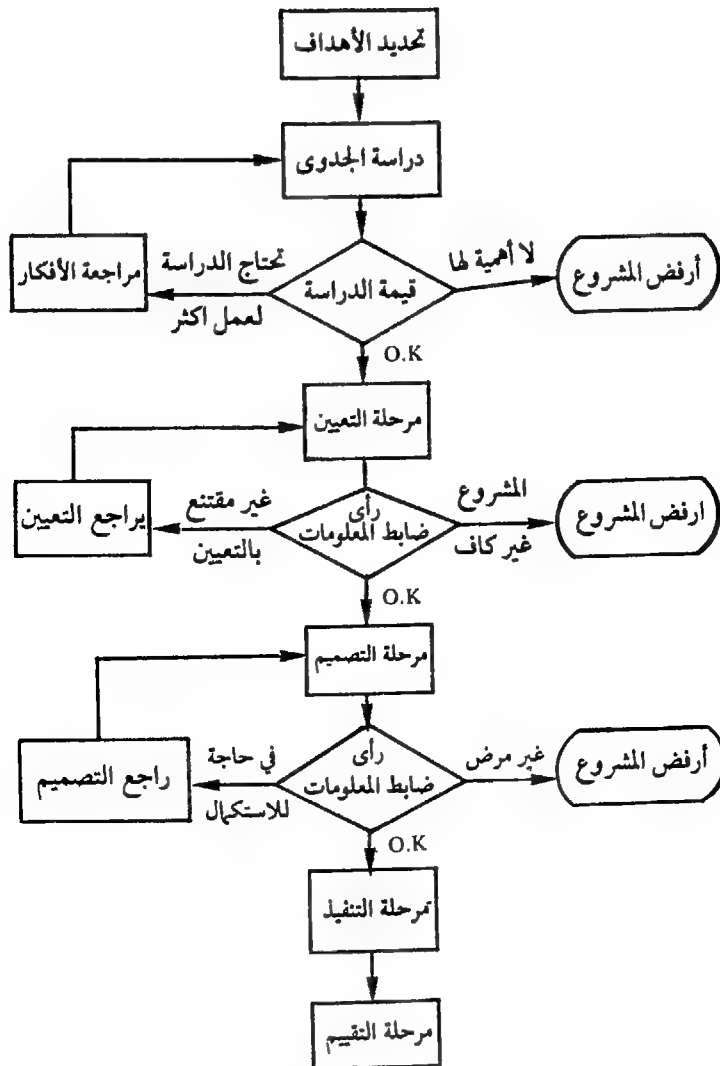 تحديد الأهداف
دراسة الجدوى
لا أهمية لها
أرفض المشروع
قيمة الدراسة
تحتاج الدراسة
لعمل اكثر
مراجعة الأفكار
O.K
مرحلة التعيين
المشروع
غير كاف
ارفض المشروع
رأى
ضابط المعلومات
غير مقتنع
بالتعيين
يراجع التعيين
O.K
مرحلة التصميم
غير مرض
أرفض المشروع
رأى
ضابط المعلومات
في حاجة
للاستكمال
راجع التصميم
O.K
مرحلة التنفيذ
مرحلة التقييم